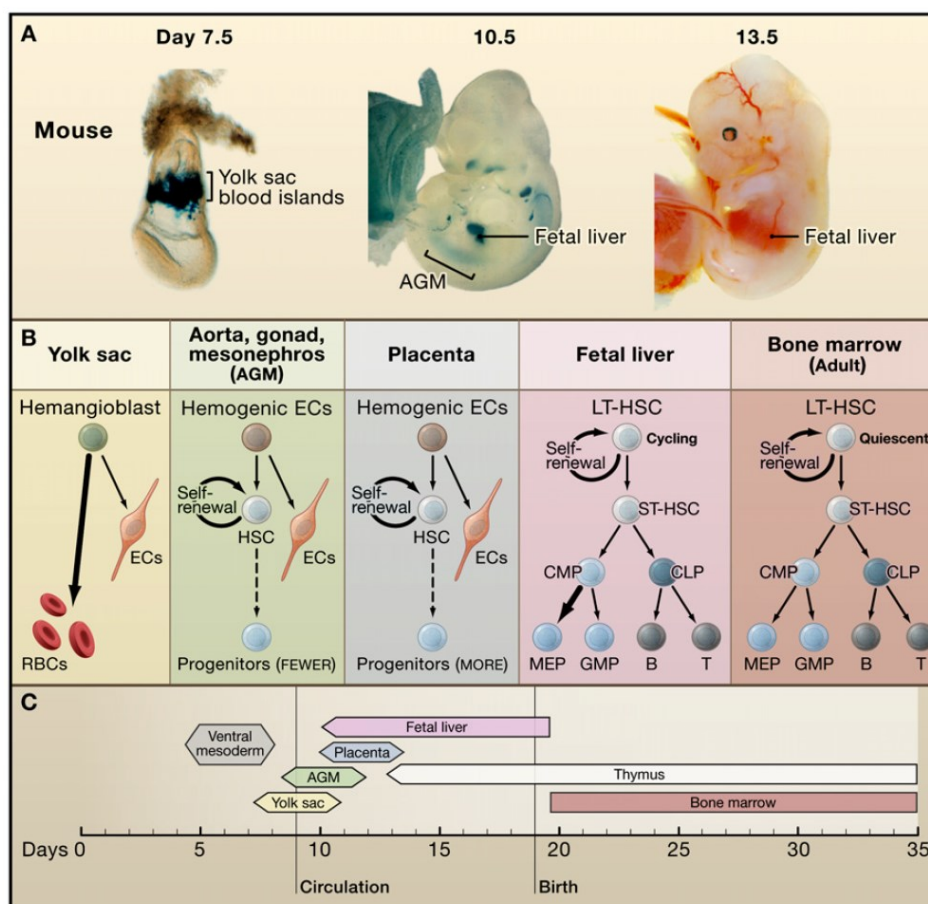 A
Day 7.5
10.5
13.5
Mouse
Yolk sac
blood islands
Fetal liver
AGM
Fetal liver
B
Yolk sac
Aorta, gonad,
mesonephros
(AGM)
Placenta
Fetal liver
Bone marrow
(Adult)
Hemangioblast
ECs
RBCs
Hemogenic ECs
Self-
renewal
HSC
ECs
Progenitors (FEWER)
Hemogenic ECs
Self-
renewal
HSC
ECs
Progenitors (MORE)
LT-HSC
Cycling
Self-
renewal
ST-HSC
CMP
CLP
MEP
GMP
B
T
LT-HSC
Quiescent
Self-
renewal
ST-HSC
CMP
CLP
MEP
GMP
B
T
C
Ventral
mesoderm
Fetal liver
Placenta
AGM
Thymus
Yolk sac
Bone marrow
Days 0 5 10 15 20 25 30 35
Circulation
Birth